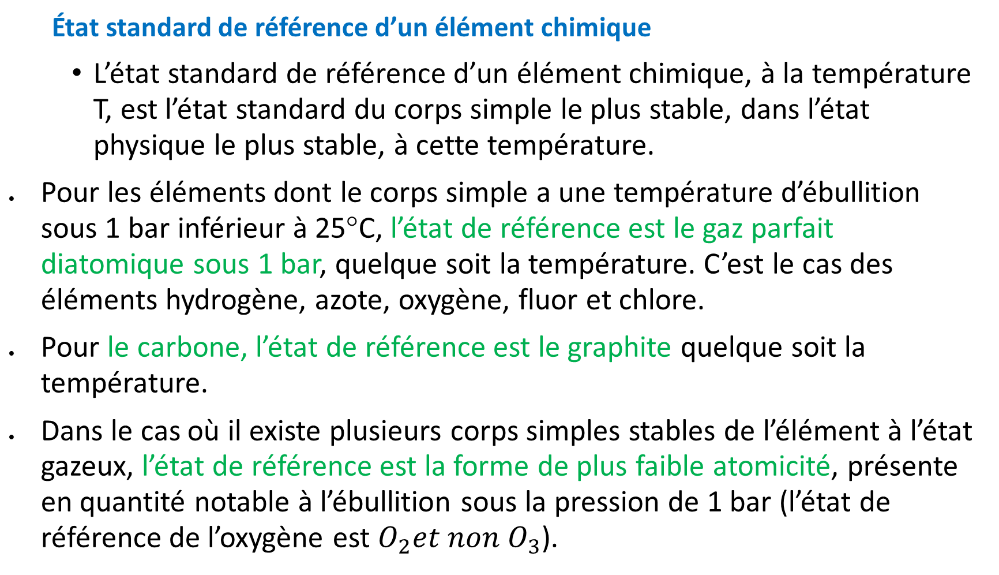 État standard de référence d’un élément chimique
• L’état standard de référence d’un élément chimique, à la température
T, est l’état standard du corps simple le plus stable, dans l’état
physique le plus stable, à cette température.
• Pour les éléments dont le corps simple a une température d’ébullition
sous 1 bar inférieur à 25°C, l’état de référence est le gaz parfait
diatomique sous 1 bar, quelque soit la température. C’est le cas des
éléments hydrogène, azote, oxygène, fluor et chlore.
• Pour le carbone, l’état de référence est le graphite quelque soit la
température.
• Dans le cas où il existe plusieurs corps simples stables de l’élément à l’état
gazeux, l’état de référence est la forme de plus faible atomicité, présente
en quantité notable à l’ébullition sous la pression de 1 bar (l’état de
référence de l’oxygène est O₂ et non O₃).